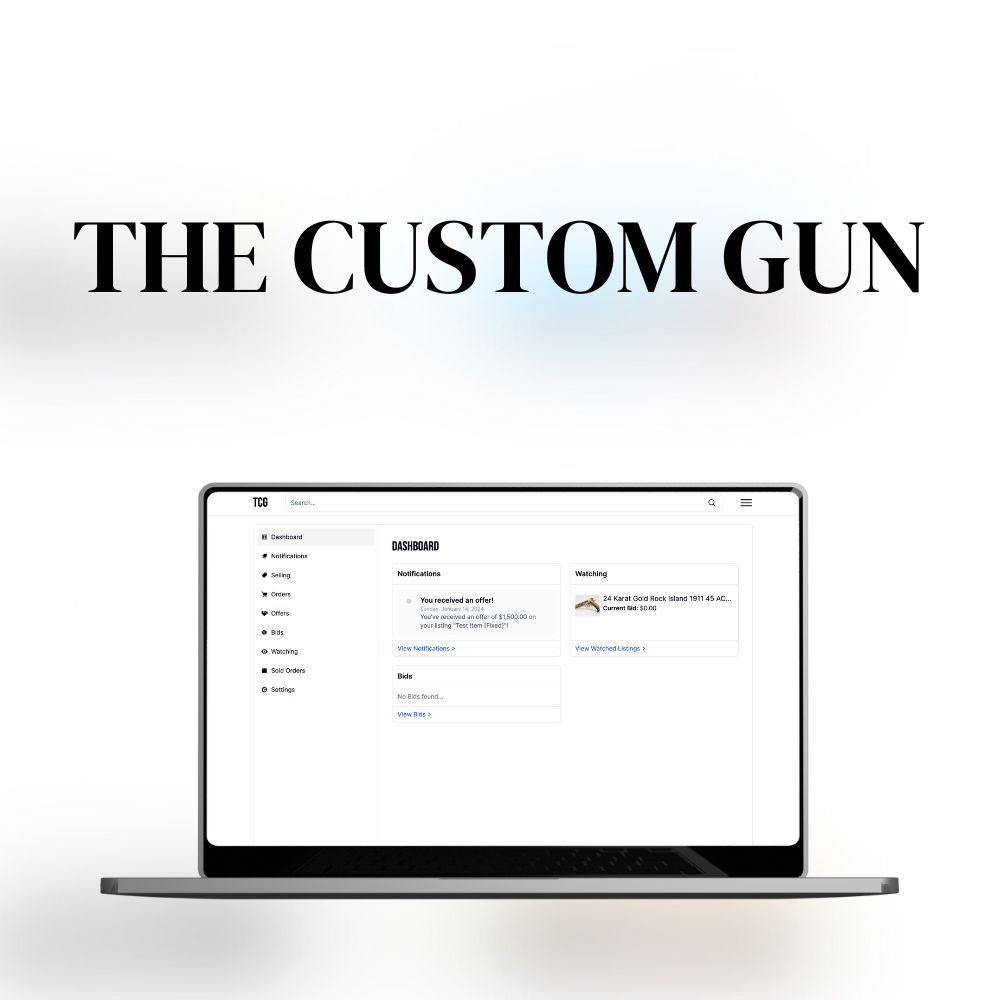 THE CUSTOM GUN
TCG
Search...
Dashboard
Notifications
Selling
Orders
Offers
Bids
Watching
Sold Orders
Settings
DASHBOARD
Notifications
You received an offer!
Sunday, January 14, 2024
You've received an offer of $1,500.00 on
your listing "Test Item [Fixed]"!
View Notifications >
Watching
24 Karat Gold Rock Island 1911 45 AC...
Current Bid: $0.00
View Watched Listings >
Bids
No Bids found...
View Bids >